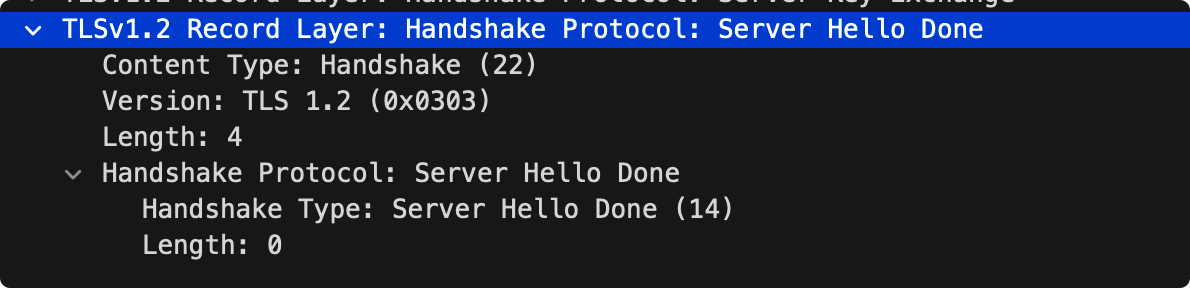 TLSv1.2 Record Layer: Handshake Protocol: Server Key Exchange
TLSv1.2 Record Layer: Handshake Protocol: Server Hello Done
Content Type: Handshake (22)
Version: TLS 1.2 (0x0303)
Length: 4
Handshake Protocol: Server Hello Done
Handshake Type: Server Hello Done (14)
Length: 0